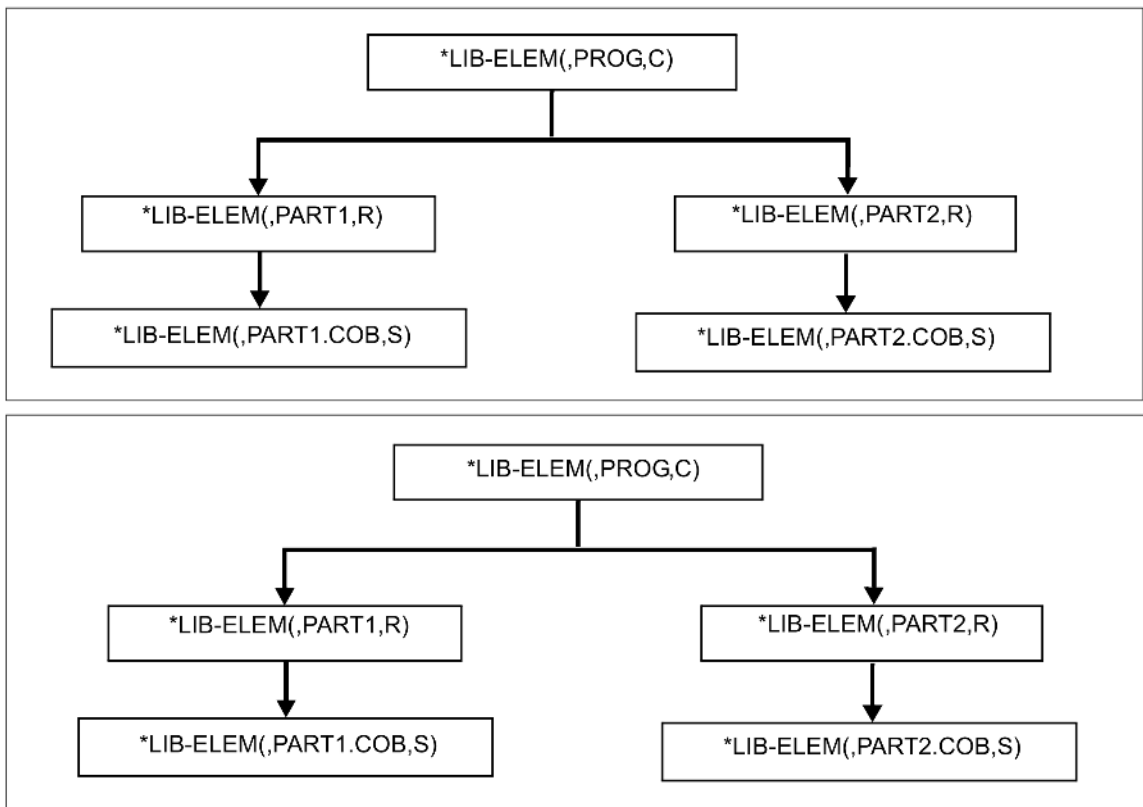 *LIB-ELEM(,PROG,C)
*LIB-ELEM(,PART1,R)
*LIB-ELEM(,PART2,R)
*LIB-ELEM(,PART1.COB,S)
*LIB-ELEM(,PART2.COB,S)
*LIB-ELEM(,PROG,C)
*LIB-ELEM(,PART1,R)
*LIB-ELEM(,PART2,R)
*LIB-ELEM(,PART1.COB,S)
*LIB-ELEM(,PART2.COB,S)